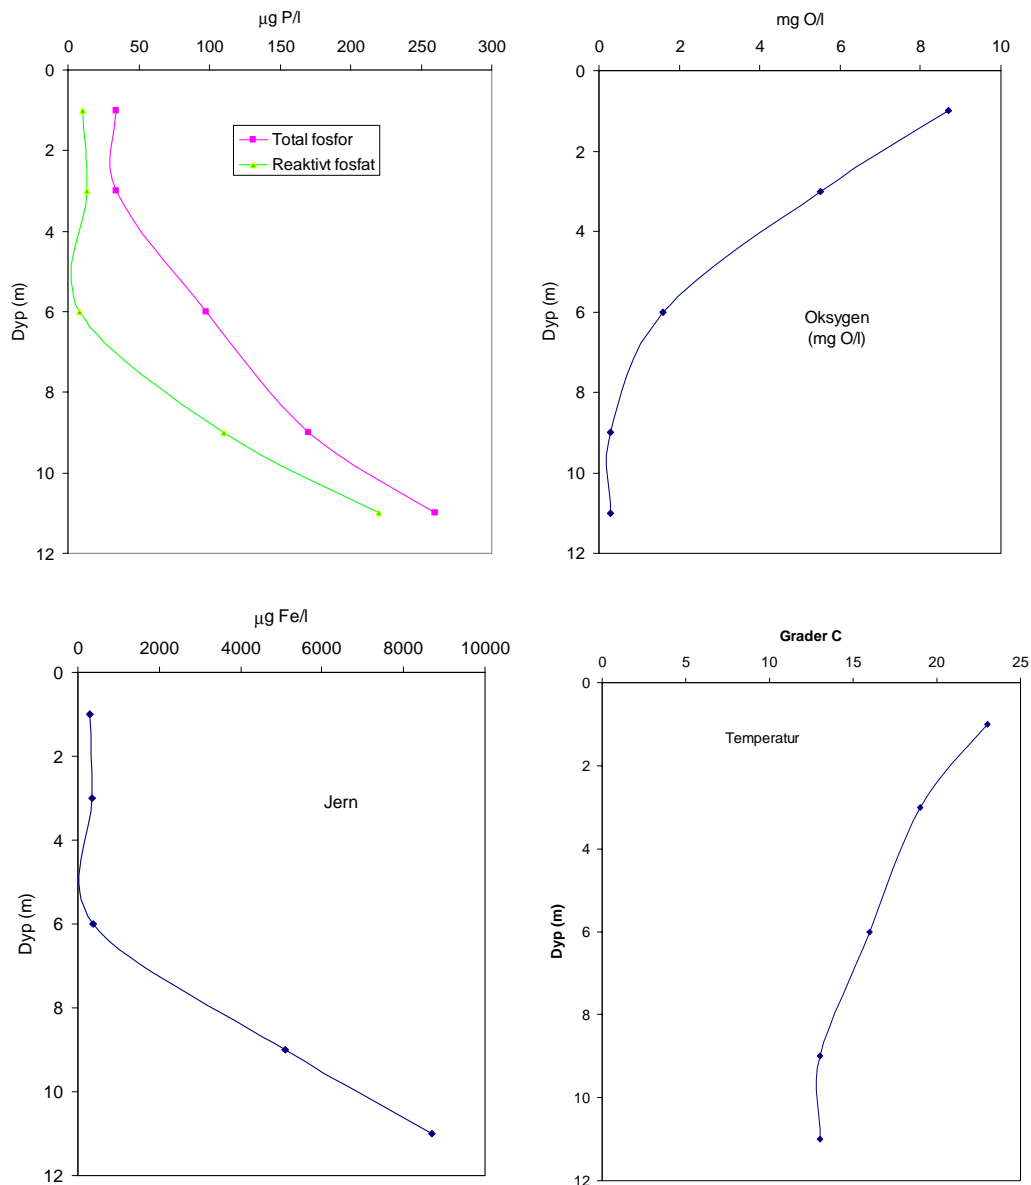 µg P/l
0 50 100 150 200 250 300
0
2
4
6
8
10
12
Dyp (m)
Total fosfor
Reaktivt fosfat
mg O/l
0 2 4 6 8 10
0
2
4
6
8
10
12
Dyp (m)
Oksygen
(mg O/l)
µg Fe/l
0 2000 4000 6000 8000 10000
0
2
4
6
8
10
12
Dyp (m)
Jern
Grader C
0 5 10 15 20 25
0
2
4
6
8
10
12
Dyp (m)
Temperatur